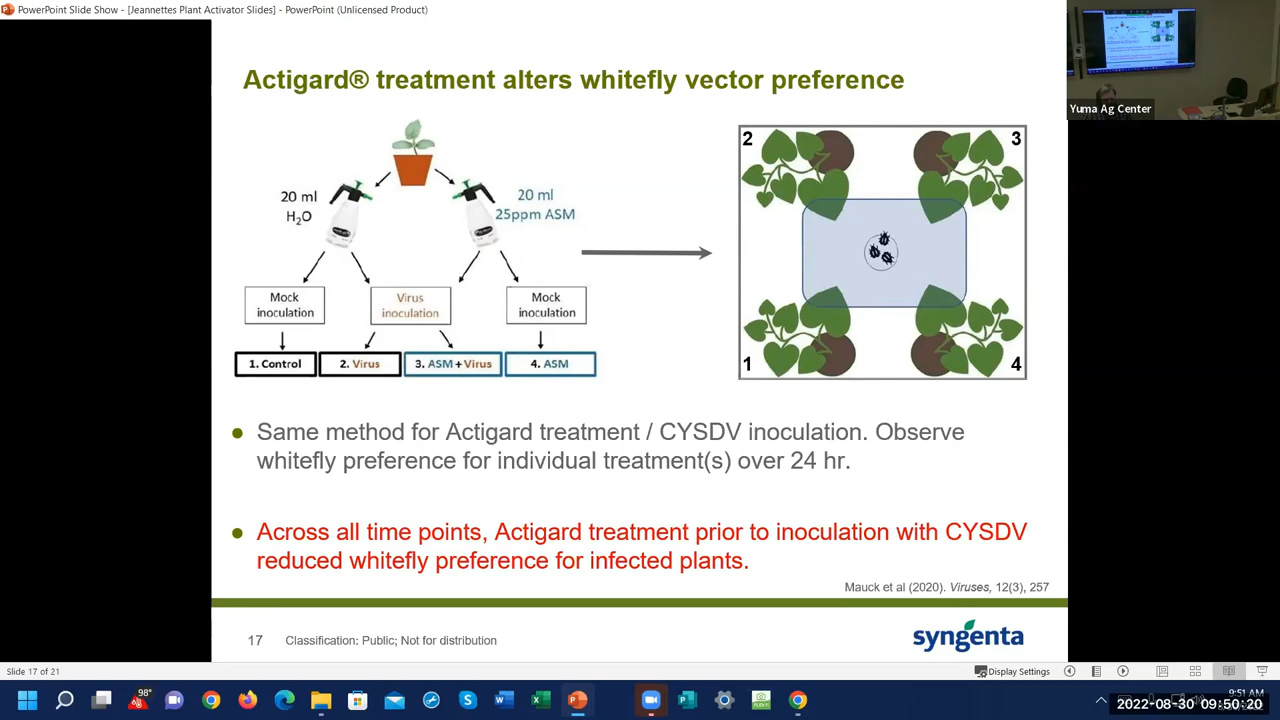 PowerPoint Slide Show - [Jeannettes Plant Activator Slides] - PowerPoint (Unlicensed Product)
Yuma Ag Center
Actigard® treatment alters whitefly vector preference
20 ml
H₂O
20 ml
25ppm ASM
Mock
inoculation
Virus
inoculation
Mock
inoculation
1. Control
2. Virus
3. ASM + Virus
4. ASM
2
3
1
4
● Same method for Actigard treatment / CYSDV inoculation. Observe
whitefly preference for individual treatment(s) over 24 hr.
● Across all time points, Actigard treatment prior to inoculation with CYSDV
reduced whitefly preference for infected plants.
Mauck et al (2020). Viruses, 12(3), 257
17
Classification: Public; Not for distribution
syngenta
Slide 17 of 21
Display Settings
98°
9:51 AM
2022-08-30 09:50:20